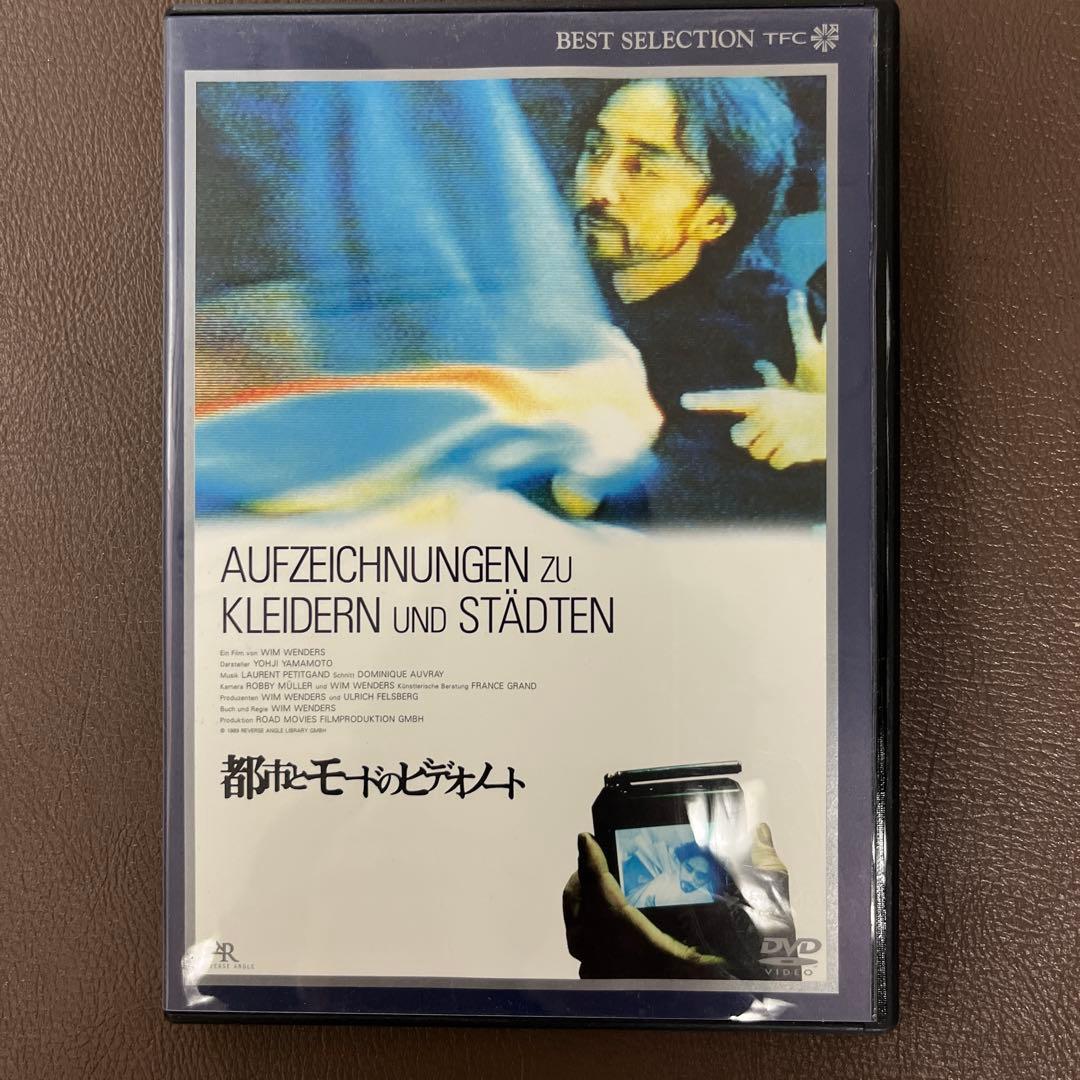 BEST SELECTION TFC
AUFZEICHNUNGEN ZU
KLEIDERN UND STÄDTEN
Ein Film von WIM WENDERS
Darsteller YOHJI YAMAMOTO
Musik LAURENT PETITGAND Schnitt DOMINIQUE AUVRAY
Kamera ROBBY MÜLLER und WIM WENDERS Künstlerische Beratung FRANCE GRAND
Produzenten WIM WENDERS und ULRICH FELSBERG
Buch und Regie WIM WENDERS
Produktion ROAD MOVIES FILMPRODUKTION GMBH
© 1989 REVERSE ANGLE LIBRARY GMBH
都市とモードのビデオノート
AR
ANGLE
DVD
VIDEO